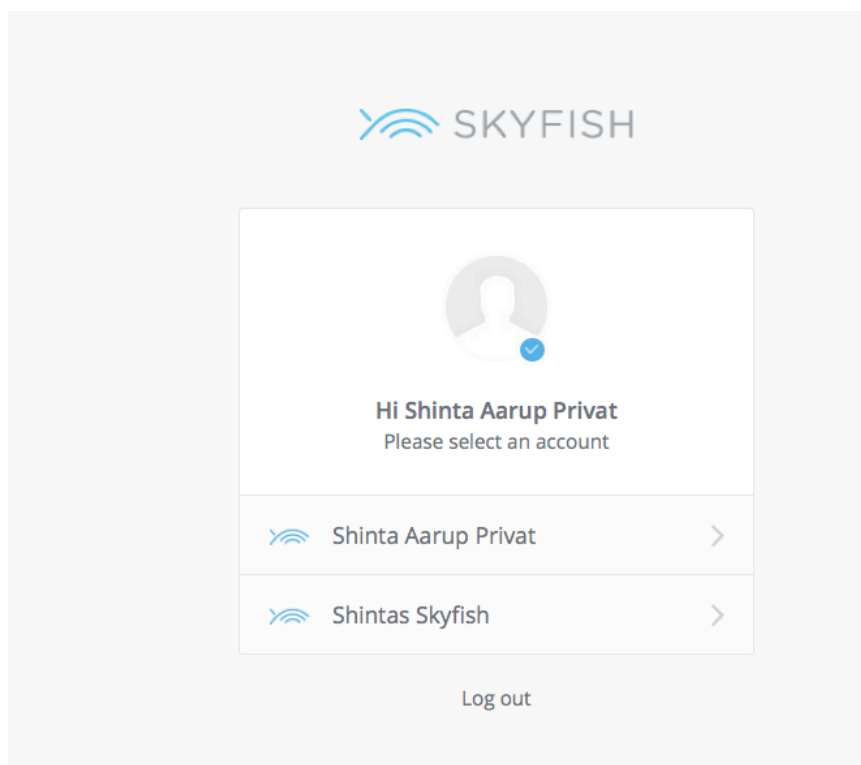 SKYFISH
Hi Shinta Aarup Privat
Please select an account
Shinta Aarup Privat
Shintas Skyfish
Log out